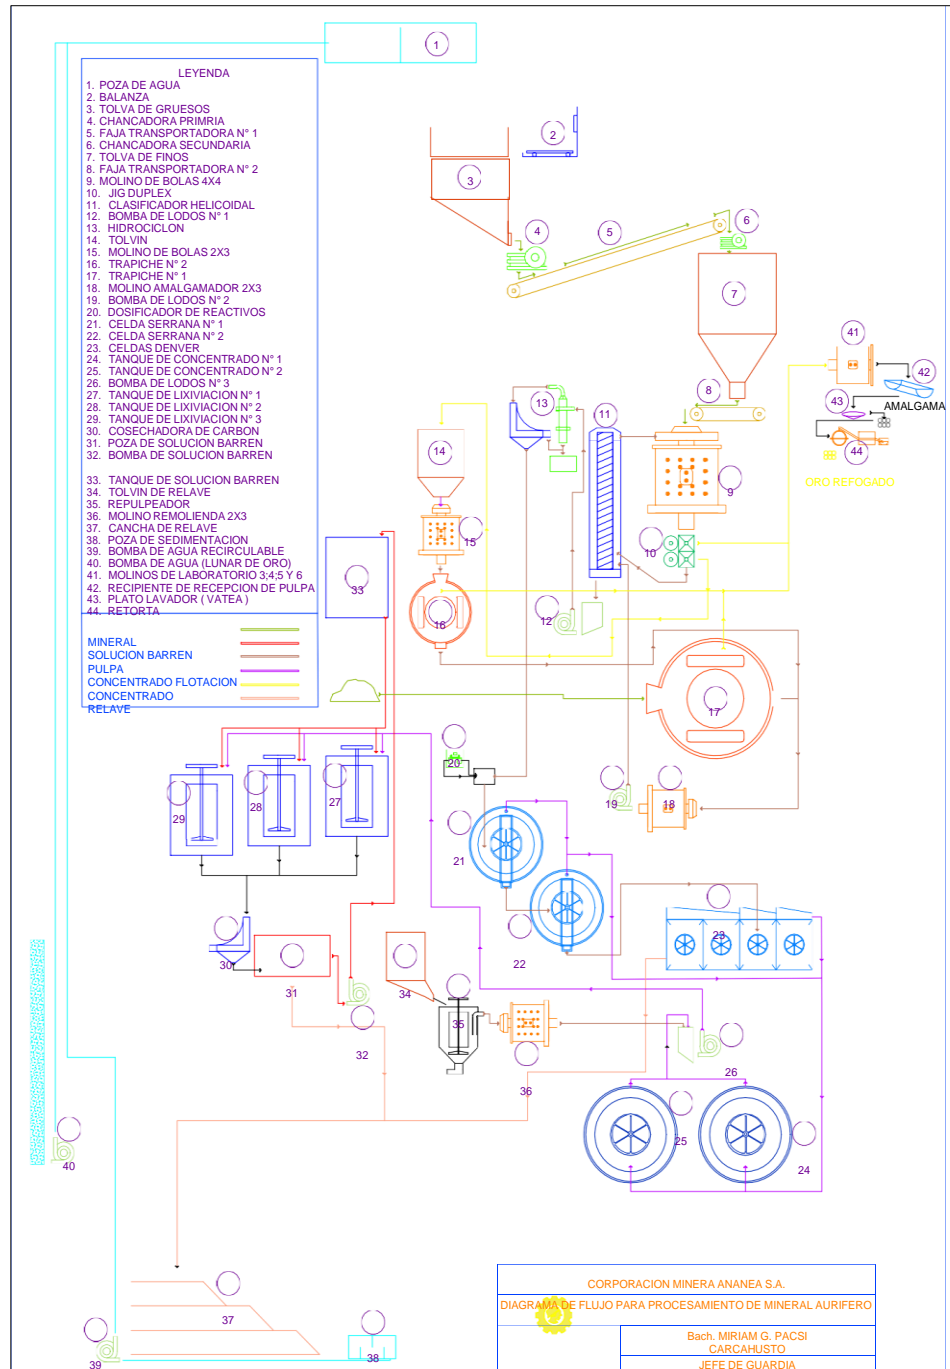 1
LEYENDA
1. POZA DE AGUA
2. BALANZA
3. TOLVA DE GRUESOS
4. CHANCADORA PRIMRIA
5. FAJA TRANSPORTADORA N° 1
6. CHANCADORA SECUNDARIA
7. TOLVA DE FINOS
8. FAJA TRANSPORTADORA N° 2
9. MOLINO DE BOLAS 4X4
10. JIG DUPLEX
11. CLASIFICADOR HELICOIDAL
12. BOMBA DE LODOS N° 1
13. HIDROCICLON
14. TOLVIN
15. MOLINO DE BOLAS 2X3
16. TRAPICHE N° 2
17. TRAPICHE N° 1
18. MOLINO AMALGAMADOR 2X3
19. BOMBA DE LODOS N° 2
20. DOSIFICADOR DE REACTIVOS
21. CELDA SERRANA N° 1
22. CELDA SERRANA N° 2
23. CELDAS DENVER
24. TANQUE DE CONCENTRADO N° 1
25. TANQUE DE CONCENTRADO N° 2
26. BOMBA DE LODOS N° 3
27. TANQUE DE LIXIVIACION N° 1
28. TANQUE DE LIXIVIACION N° 2
29. TANQUE DE LIXIVIACION N° 3
30. COSECHADORA DE CARBON
31. POZA DE SOLUCION BARREN
32. BOMBA DE SOLUCION BARREN
33. TANQUE DE SOLUCION BARREN
34. TOLVIN DE RELAVE
35. REPULPEADOR
36. MOLINO REMOLIENDA 2X3
37. CANCHA DE RELAVE
38. POZA DE SEDIMENTACION
39. BOMBA DE AGUA RECIRCULABLE
40. BOMBA DE AGUA (LUNAR DE ORO)
41. MOLINOS DE LABORATORIO 3;4;5 Y 6
42. RECIPIENTE DE RECEPCION DE PULPA
43. PLATO LAVADOR ( VATEA )
44. RETORTA
MINERAL
SOLUCION BARREN
PULPA
CONCENTRADO FLOTACION
CONCENTRADO
RELAVE
2
3
4
5
6
7
41
42
8
43
AMALGAMA
13
11
14
44
9
ORO REFOGADO
15
10
33
16
12
17
20
27
28
19
18
29
21
23
22
30
31
34
35
32
26
36
25
40
24
CORPORACION MINERA ANANEA S.A.
DIAGRAMA DE FLUJO PARA PROCESAMIENTO DE MINERAL AURIFERO
37
Bach. MIRIAM G. PACSI
CARCAHUSTO
38
39
JEFE DE GUARDIA